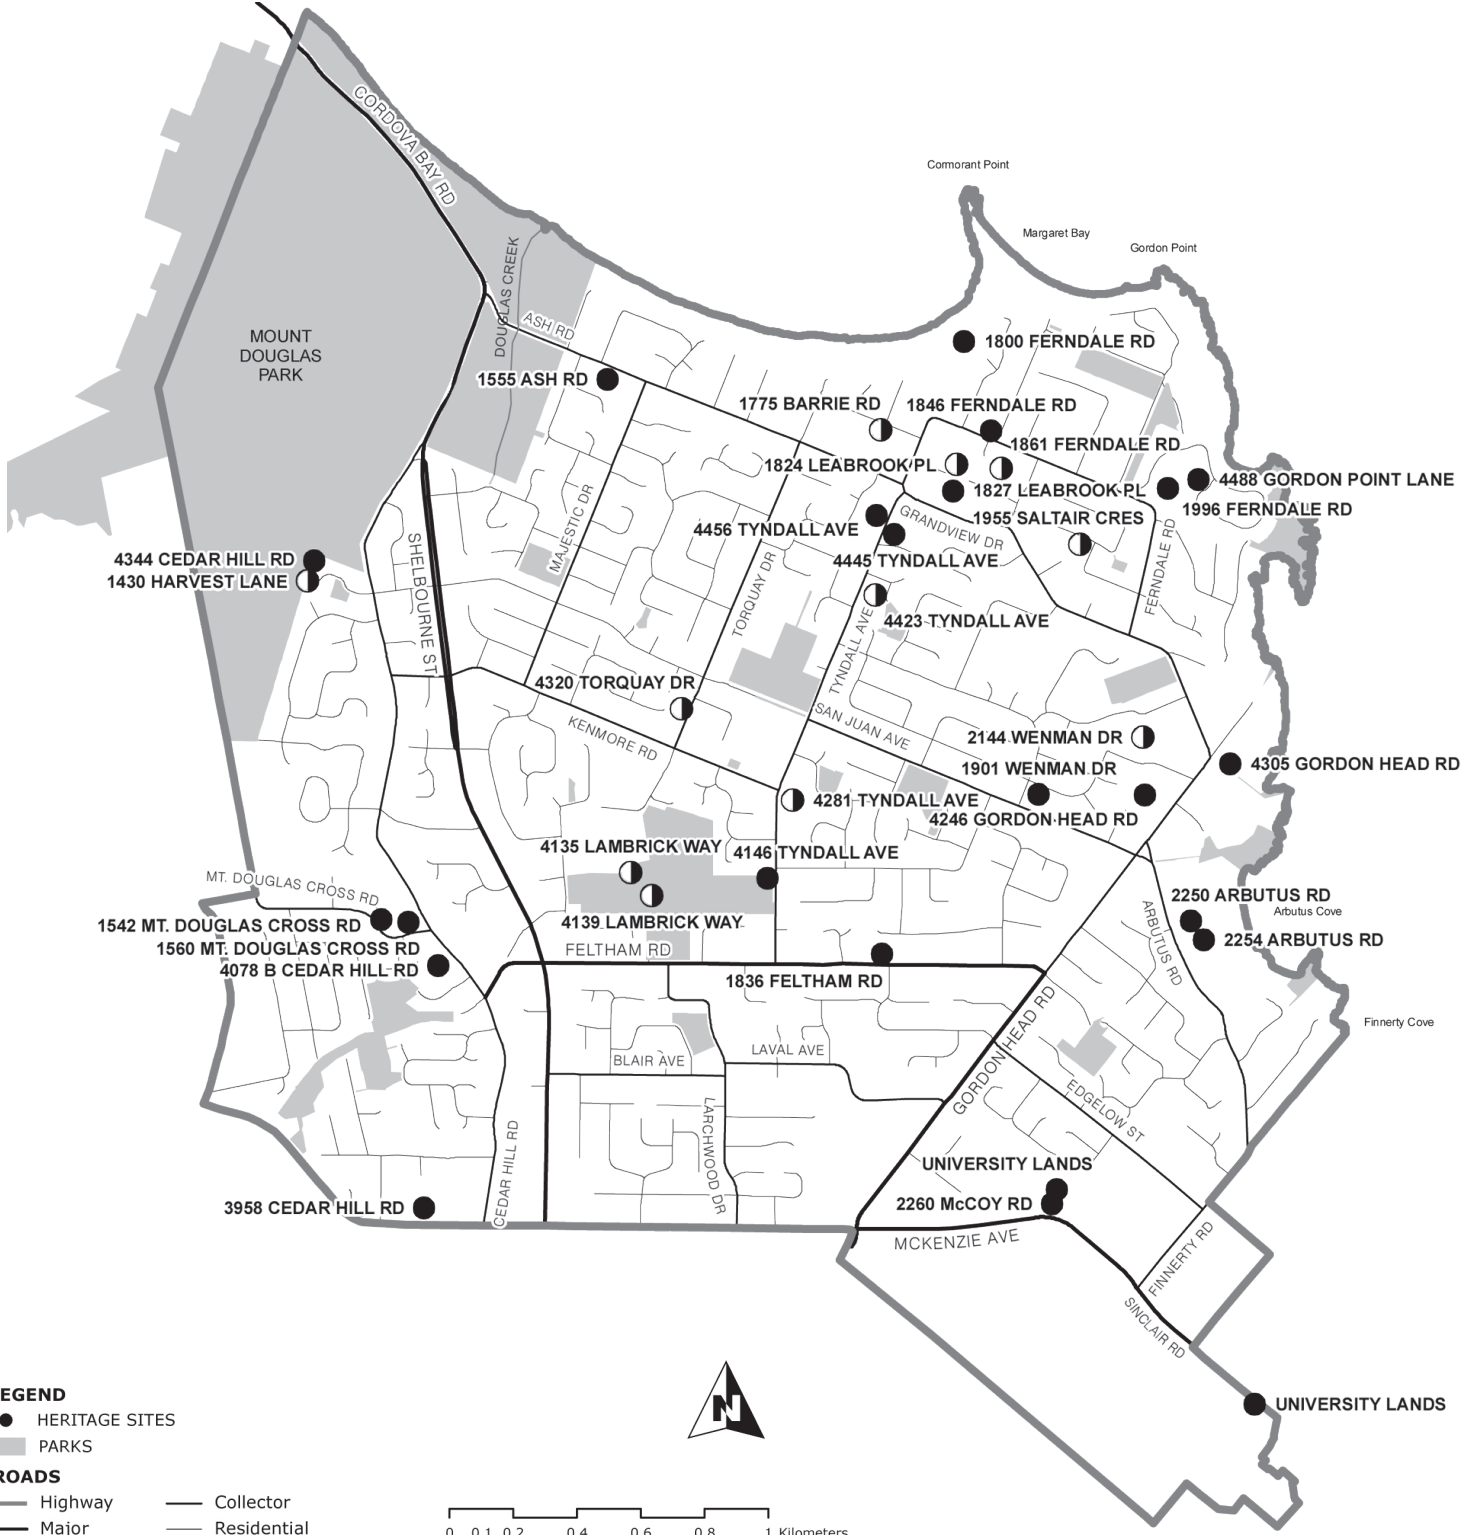 Cormorant Point
Margaret Bay
Gordon Point
CORDOVA BAY RD
DOUGLAS CREEK
ASH RD
MOUNT
DOUGLAS
PARK
1800 FERNDALE RD
1555 ASH RD
1775 BARRIE RD
1846 FERNDALE RD
1861 FERNDALE RD
1824 LEABROOK PL
4488 GORDON POINT LANE
1827 LEABROOK PL
1996 FERNDALE RD
GRANDVIEW DR
1955 SALTAIR CRES
4456 TYNDALL AVE
MAJESTIC DR
4445 TYNDALL AVE
4344 CEDAR HILL RD
1430 HARVEST LANE
SHELBOURNE ST
TORQUAY DR
FERNDALE RD
4423 TYNDALL AVE
TYNDALL AVE
4320 TORQUAY DR
KENMORE RD
SAN JUAN AVE
2144 WENMAN DR
4305 GORDON HEAD RD
1901 WENMAN DR
4281 TYNDALL AVE
4246 GORDON HEAD RD
4135 LAMBRICK WAY
4146 TYNDALL AVE
MT. DOUGLAS CROSS RD
2250 ARBUTUS RD
Arbutus Cove
1542 MT. DOUGLAS CROSS RD
4139 LAMBRICK WAY
ARBUTUS RD
2254 ARBUTUS RD
1560 MT. DOUGLAS CROSS RD
FELTHAM RD
4078 B CEDAR HILL RD
1836 FELTHAM RD
Finnerty Cove
GORDON HEAD RD
BLAIR AVE
LAVAL AVE
EDGELOW ST
LARCHWOOD DR
CEDAR HILL RD
UNIVERSITY LANDS
3958 CEDAR HILL RD
2260 McCOY RD
MCKENZIE AVE
FINNERTY RD
SINCLAIR RD
UNIVERSITY LANDS
N
EGEND
HERITAGE SITES
PARKS
ROADS
Highway
Collector
Major
Residential
0 0.1 0.2 0.4 0.6 0.8 1 Kilometers